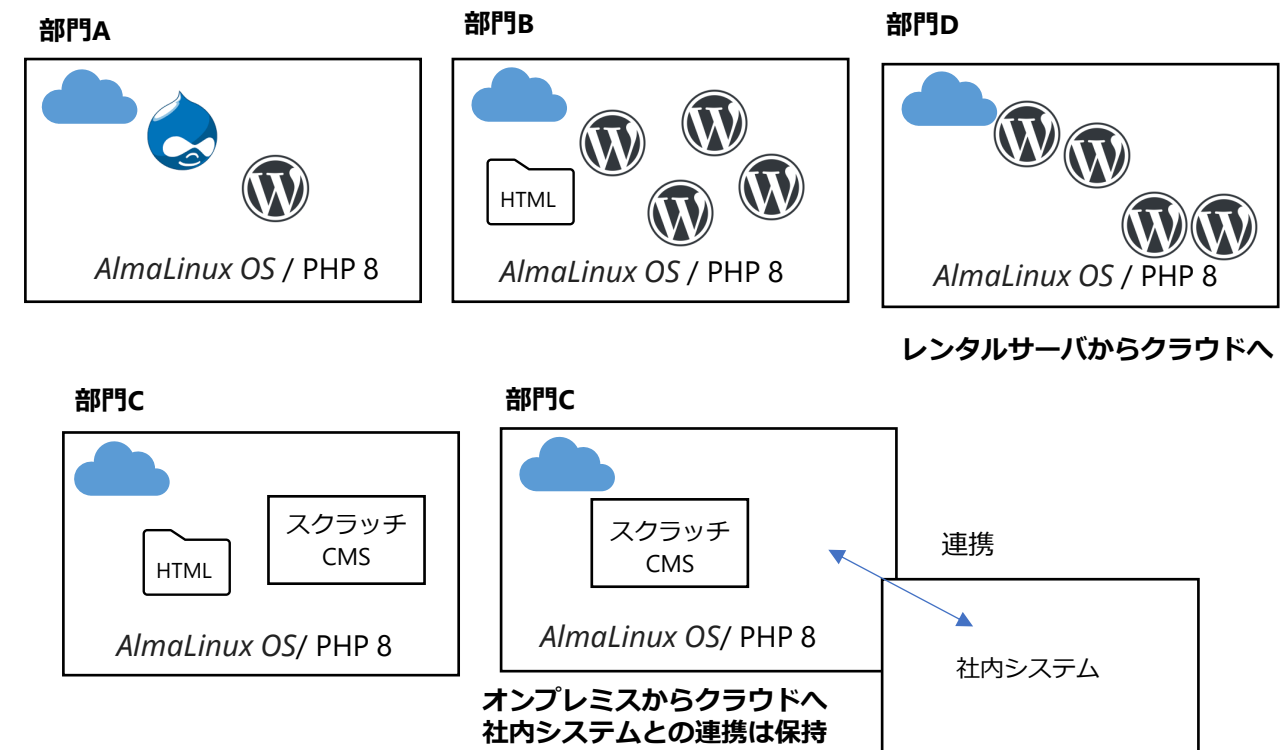 部門A
部門B
部門D
HTML
AlmaLinux OS / PHP 8
AlmaLinux OS / PHP 8
AlmaLinux OS / PHP 8
レンタルサーバからクラウドへ
部門C
部門C
HTML
スクラッチ
CMS
AlmaLinux OS/ PHP 8
スクラッチ
CMS
AlmaLinux OS/ PHP 8
連携
社内システム
オンプレミスからクラウドへ
社内システムとの連携は保持